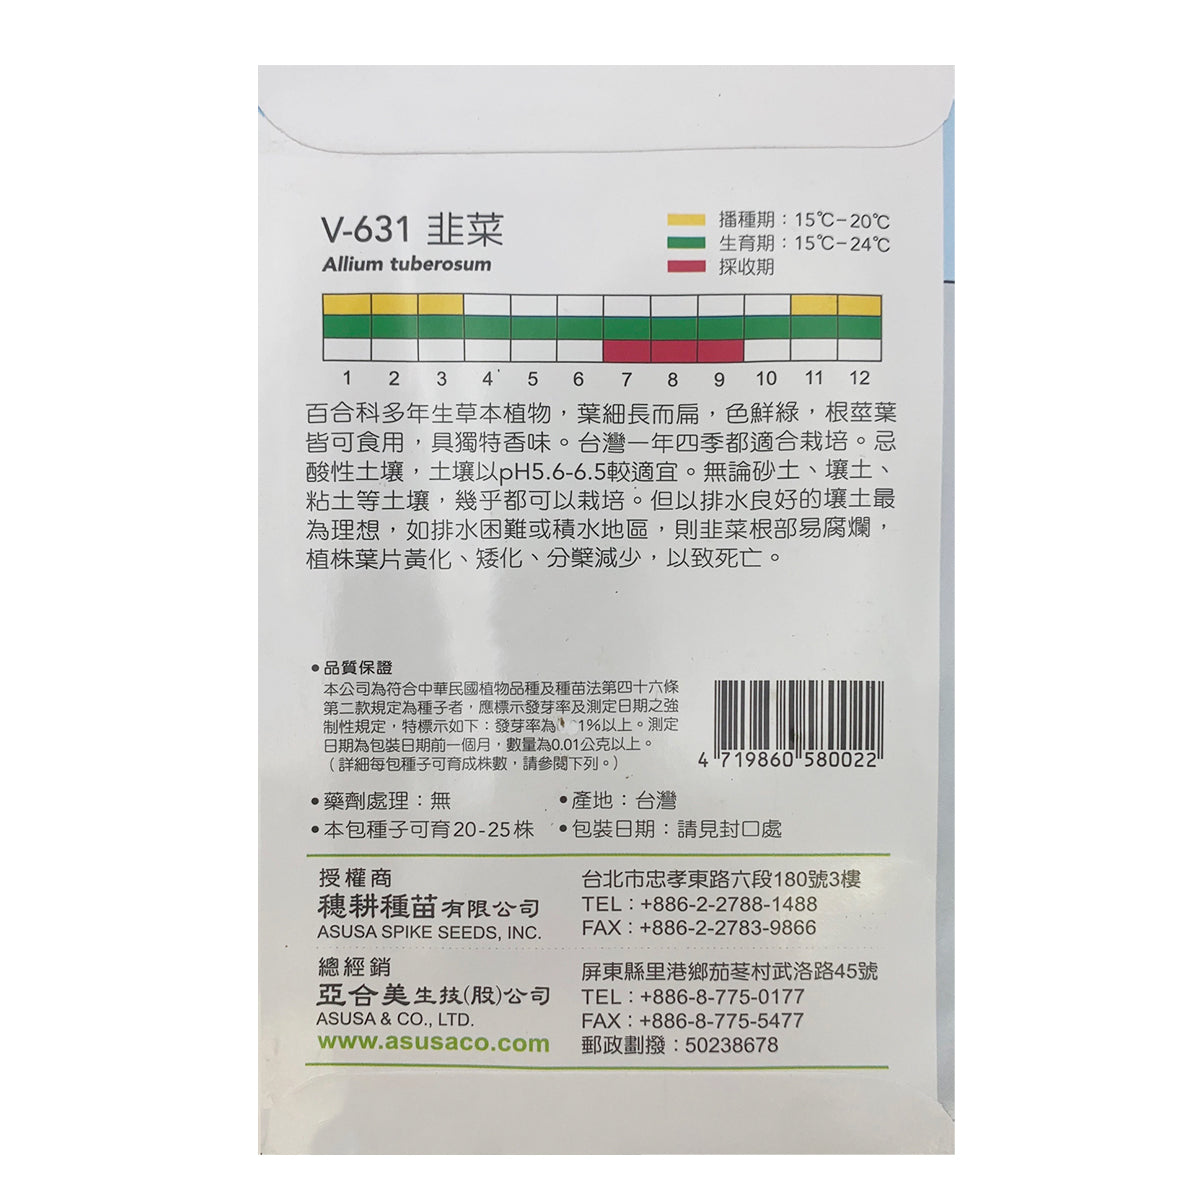 V-631 韭菜
Allium tuberosum
播種期：15℃-20℃
生育期：15℃-24℃
採收期
1 2 3 4 5 6 7 8 9 10 11 12
百合科多年生草本植物，葉細長而扁，色鮮綠，根莖葉
皆可食用，具獨特香味。台灣一年四季都適合栽培。忌
酸性土壤，土壤以pH5.6-6.5較適宜。無論砂土、壤土、
粘土等土壤，幾乎都可以栽培。但以排水良好的壤土最
為理想，如排水困難或積水地區，則韭菜根部易腐爛，
植株葉片黃化、矮化、分櫱減少，以致死亡。
•品質保證
本公司為符合中華民國植物品種及種苗法第四十六條
第二款規定為種子者，應標示發芽率及測定日期之強
制性規定，特標示如下：發芽率為 1%以上。測定
日期為包裝日期前一個月，數量為0.01公克以上。
（詳細每包種子可育成株數，請參閱下列。）
4 719860 580022
•藥劑處理：無
•產地：台灣
•本包種子可育20-25株
•包裝日期：請見封口處
授權商
穗耕種苗有限公司
ASUSA SPIKE SEEDS, INC.
台北市忠孝東路六段180號3樓
TEL：+886-2-2788-1488
FAX：+886-2-2783-9866
總經銷
亞合美生技(股)公司
ASUSA & CO., LTD.
www.asusaco.com
屏東縣里港鄉茄苳村武洛路45號
TEL：+886-8-775-0177
FAX：+886-8-775-5477
郵政劃撥：50238678